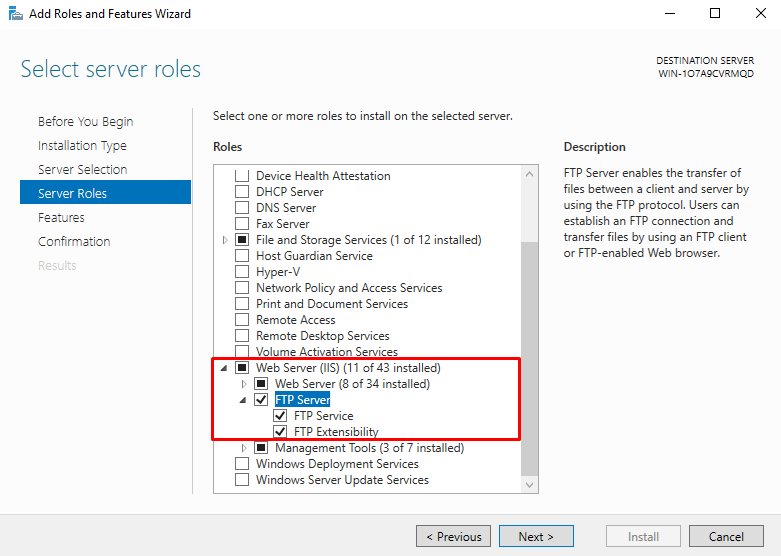 Add Roles and Features Wizard
Select server roles
DESTINATION SERVER
WIN-1O7A9CVRMQD
Before You Begin
Installation Type
Server Selection
Server Roles
Features
Confirmation
Results
Select one or more roles to install on the selected server.
Roles
Device Health Attestation
DHCP Server
DNS Server
Fax Server
File and Storage Services (1 of 12 installed)
Host Guardian Service
Hyper-V
Network Policy and Access Services
Print and Document Services
Remote Access
Remote Desktop Services
Volume Activation Services
Web Server (IIS) (11 of 43 installed)
Web Server (8 of 34 installed)
FTP Server
FTP Service
FTP Extensibility
Management Tools (3 of 7 installed)
Windows Deployment Services
Windows Server Update Services
Description
FTP Server enables the transfer of
files between a client and server by
using the FTP protocol. Users can
establish an FTP connection and
transfer files by using an FTP client
or FTP-enabled Web browser.
< Previous
Next >
Install
Cancel